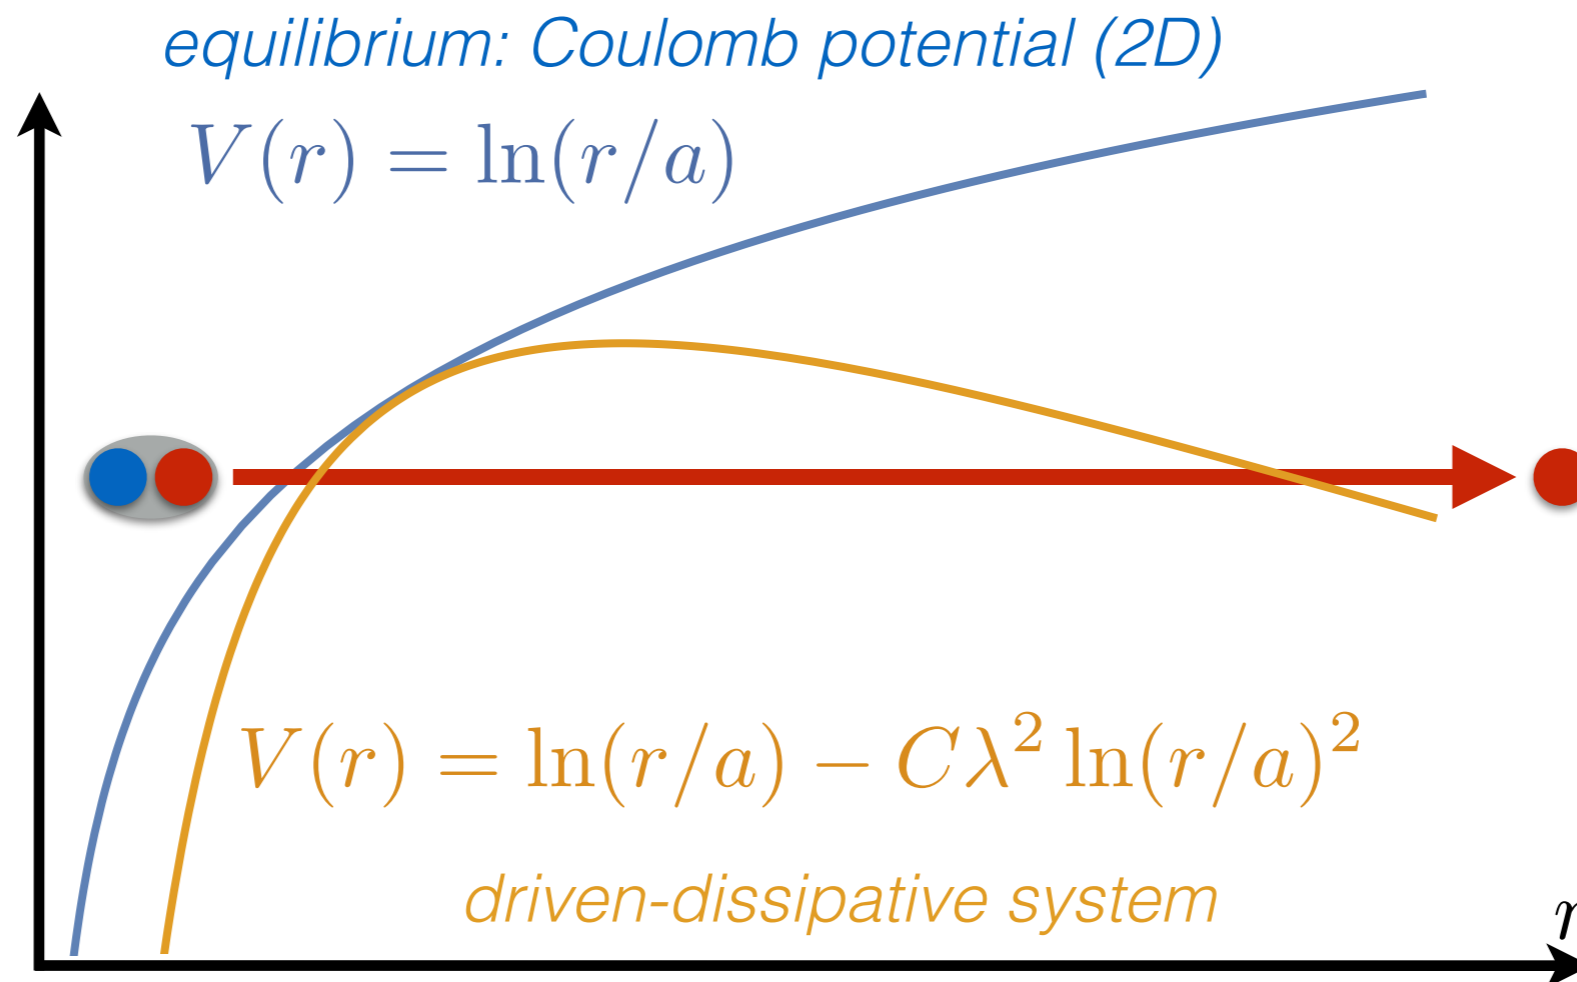 equilibrium: Coulomb potential (2D)
V(r) = ln(r/a)
V(r) = ln(r/a) − Cλ² ln(r/a)²
driven-dissipative system
r